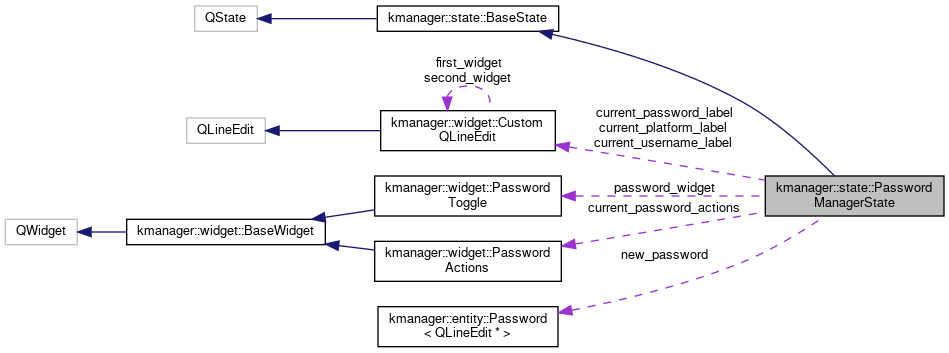 QState
kmanager::state::BaseState
first_widget
second_widget
QLineEdit
kmanager::widget::Custom
QLineEdit
current_password_label
current_platform_label
current_username_label
kmanager::widget::Password
Toggle
password_widget
kmanager::state::Password
ManagerState
current_password_actions
QWidget
kmanager::widget::BaseWidget
kmanager::widget::Password
Actions
new_password
kmanager::entity::Password
< QLineEdit * >